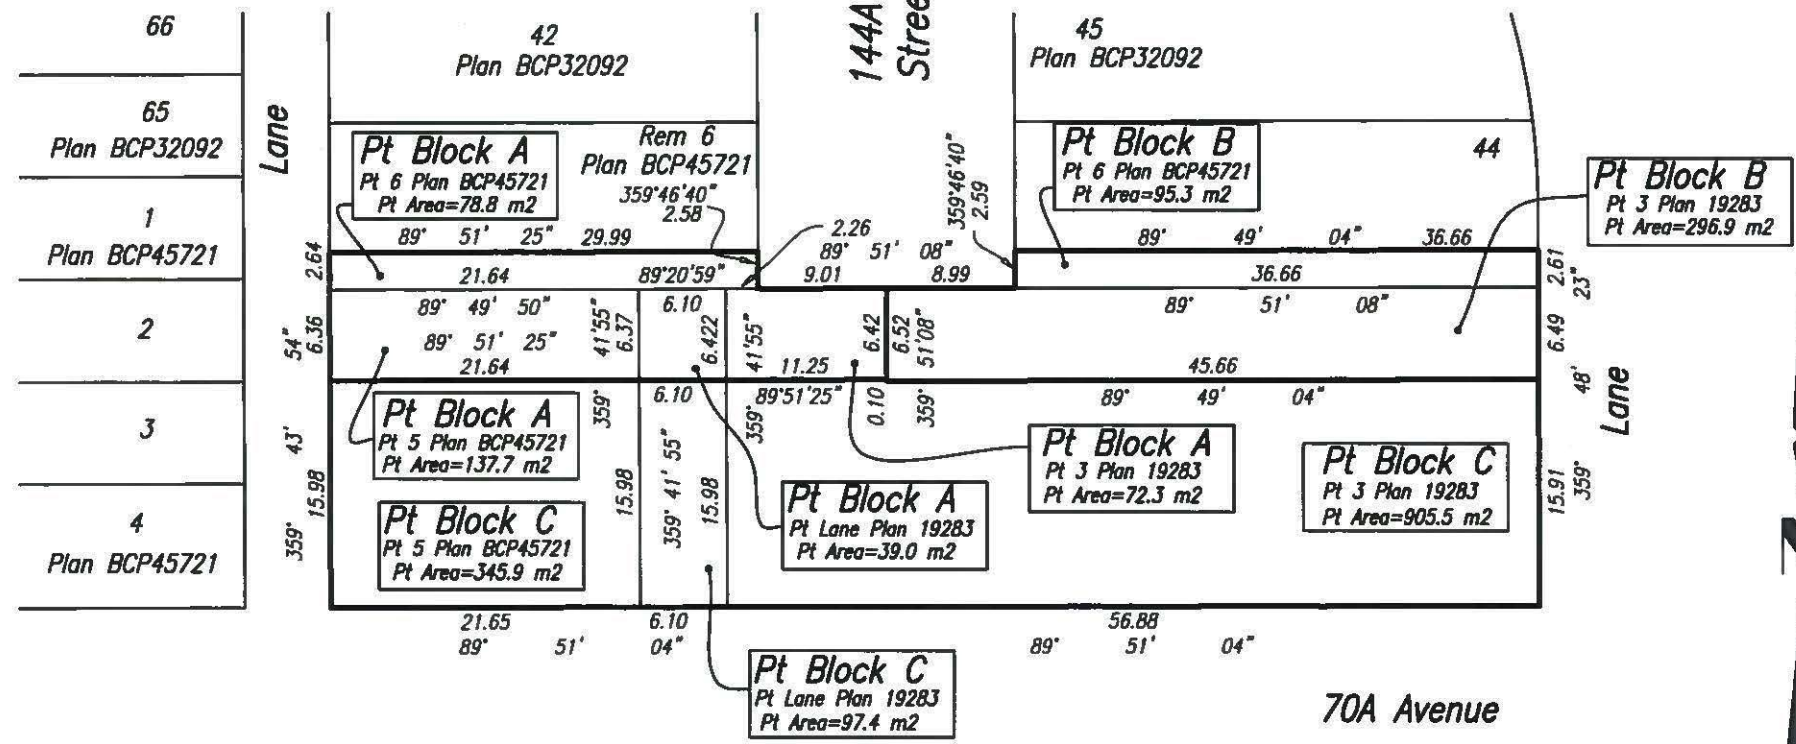 66
42
Plan BCP32092
144A
Stree
45
Plan BCP32092
65
Plan BCP32092
Lane
Pt Block A
Pt 6 Plan BCP45721
Pt Area=78.8 m2
Rem 6
Plan BCP45721
359°46'40"
2.58
359°46'40"
2.59
Pt Block B
Pt 6 Plan BCP45721
Pt Area=95.3 m2
44
Pt Block B
Pt 3 Plan 19283
Pt Area=296.9 m2
1
Plan BCP45721
89° 51' 25" 29.99
2.26
89° 51' 08"
89° 49' 04" 36.66
2.64
21.64
89°20'59"
9.01
8.99
36.66
2.61
23"
89° 49' 50"
6.10
89° 51' 08"
2
54"
6.36
89° 51' 25"
21.64
41'55"
6.37
6.422
41'55"
11.25
6.42
6.52
51'08"
45.66
6.49
48'
Lane
6.10
89°51'25"
0.10
359°
89° 49' 04"
359°
359°
3
43'
Pt Block A
Pt 5 Plan BCP45721
Pt Area=137.7 m2
Pt Block A
Pt 3 Plan 19283
Pt Area=72.3 m2
Pt Block C
Pt 3 Plan 19283
Pt Area=905.5 m2
15.98
359°
15.98
359° 41' 55"
15.98
15.91
359°
4
Plan BCP45721
Pt Block C
Pt 5 Plan BCP45721
Pt Area=345.9 m2
Pt Block A
Pt Lane Plan 19283
Pt Area=39.0 m2
21.65
6.10
56.88
89° 51' 04"
89° 51' 04"
Pt Block C
Pt Lane Plan 19283
Pt Area=97.4 m2
70A Avenue